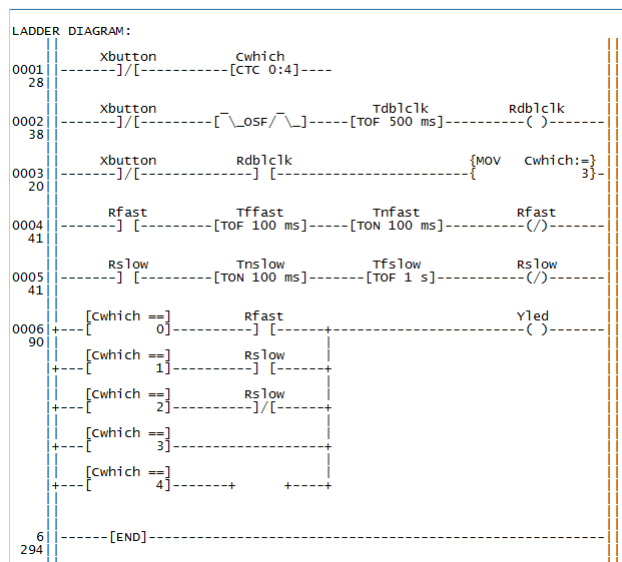 LADDER DIAGRAM:
Xbutton Cwhich
0001 | |-------]/[-----------[CTC 0:4]----
28
Xbutton _ _ Tdblclk Rdblclk
0002 | |-------]/[---------[ \_OSF/ \_]-----[TOF 500 ms]----------( )-------
38
Xbutton Rdblclk {MOV Cwhich:=}
0003 | |-------]/[--------------] [------------------------{ 3}-
20
Rfast Tffast Tnfast Rfast
0004 | |-------] [---------[TOF 100 ms]-----[TON 100 ms]----------(/)-------
41
Rslow Tnslow Tfslow Rslow
0005 | |-------] [---------[TON 100 ms]-------[TOF 1 s]-----------(/)-------
41
[Cwhich ==] Rfast Yled
0006 +---[ 0]----------] [------+----------------------------( )-------
90
[Cwhich ==] Rslow
+---[ 1]----------] [------+
[Cwhich ==] Rslow
+---[ 2]----------]/[------+
[Cwhich ==]
+---[ 3]-------------------+
[Cwhich ==]
+---[ 4]-------+ +----+
6 | |------[END]-----------------------------------------------------------
294